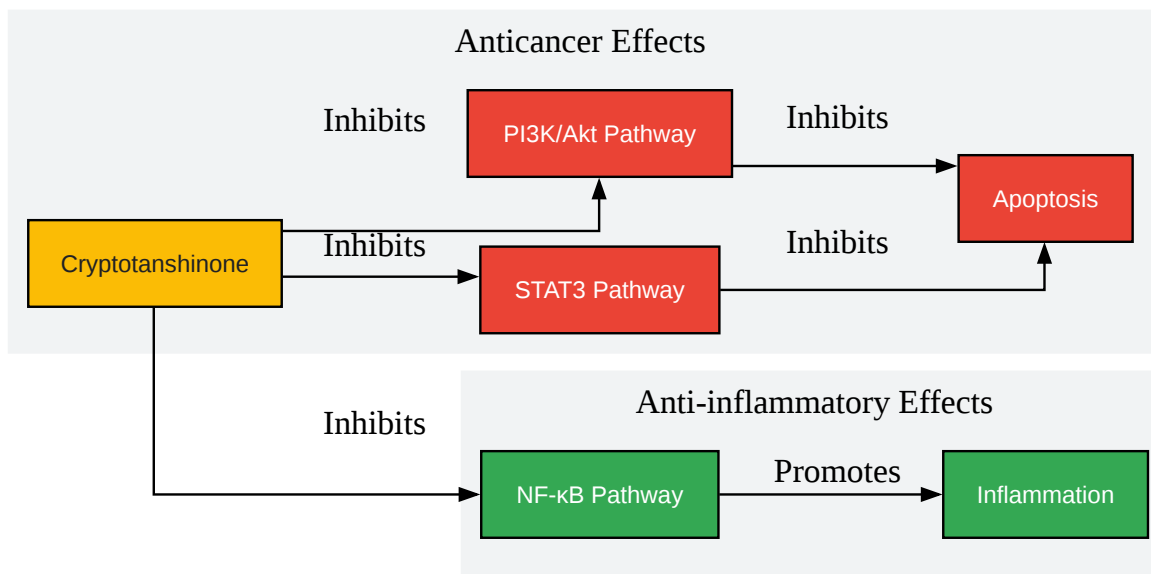 Anticancer Effects
Inhibits
PI3K/Akt Pathway
Inhibits
Apoptosis
Cryptotanshinone
Inhibits
STAT3 Pathway
Inhibits
Anti-inflammatory Effects
Inhibits
NF-κB Pathway
Promotes
Inflammation